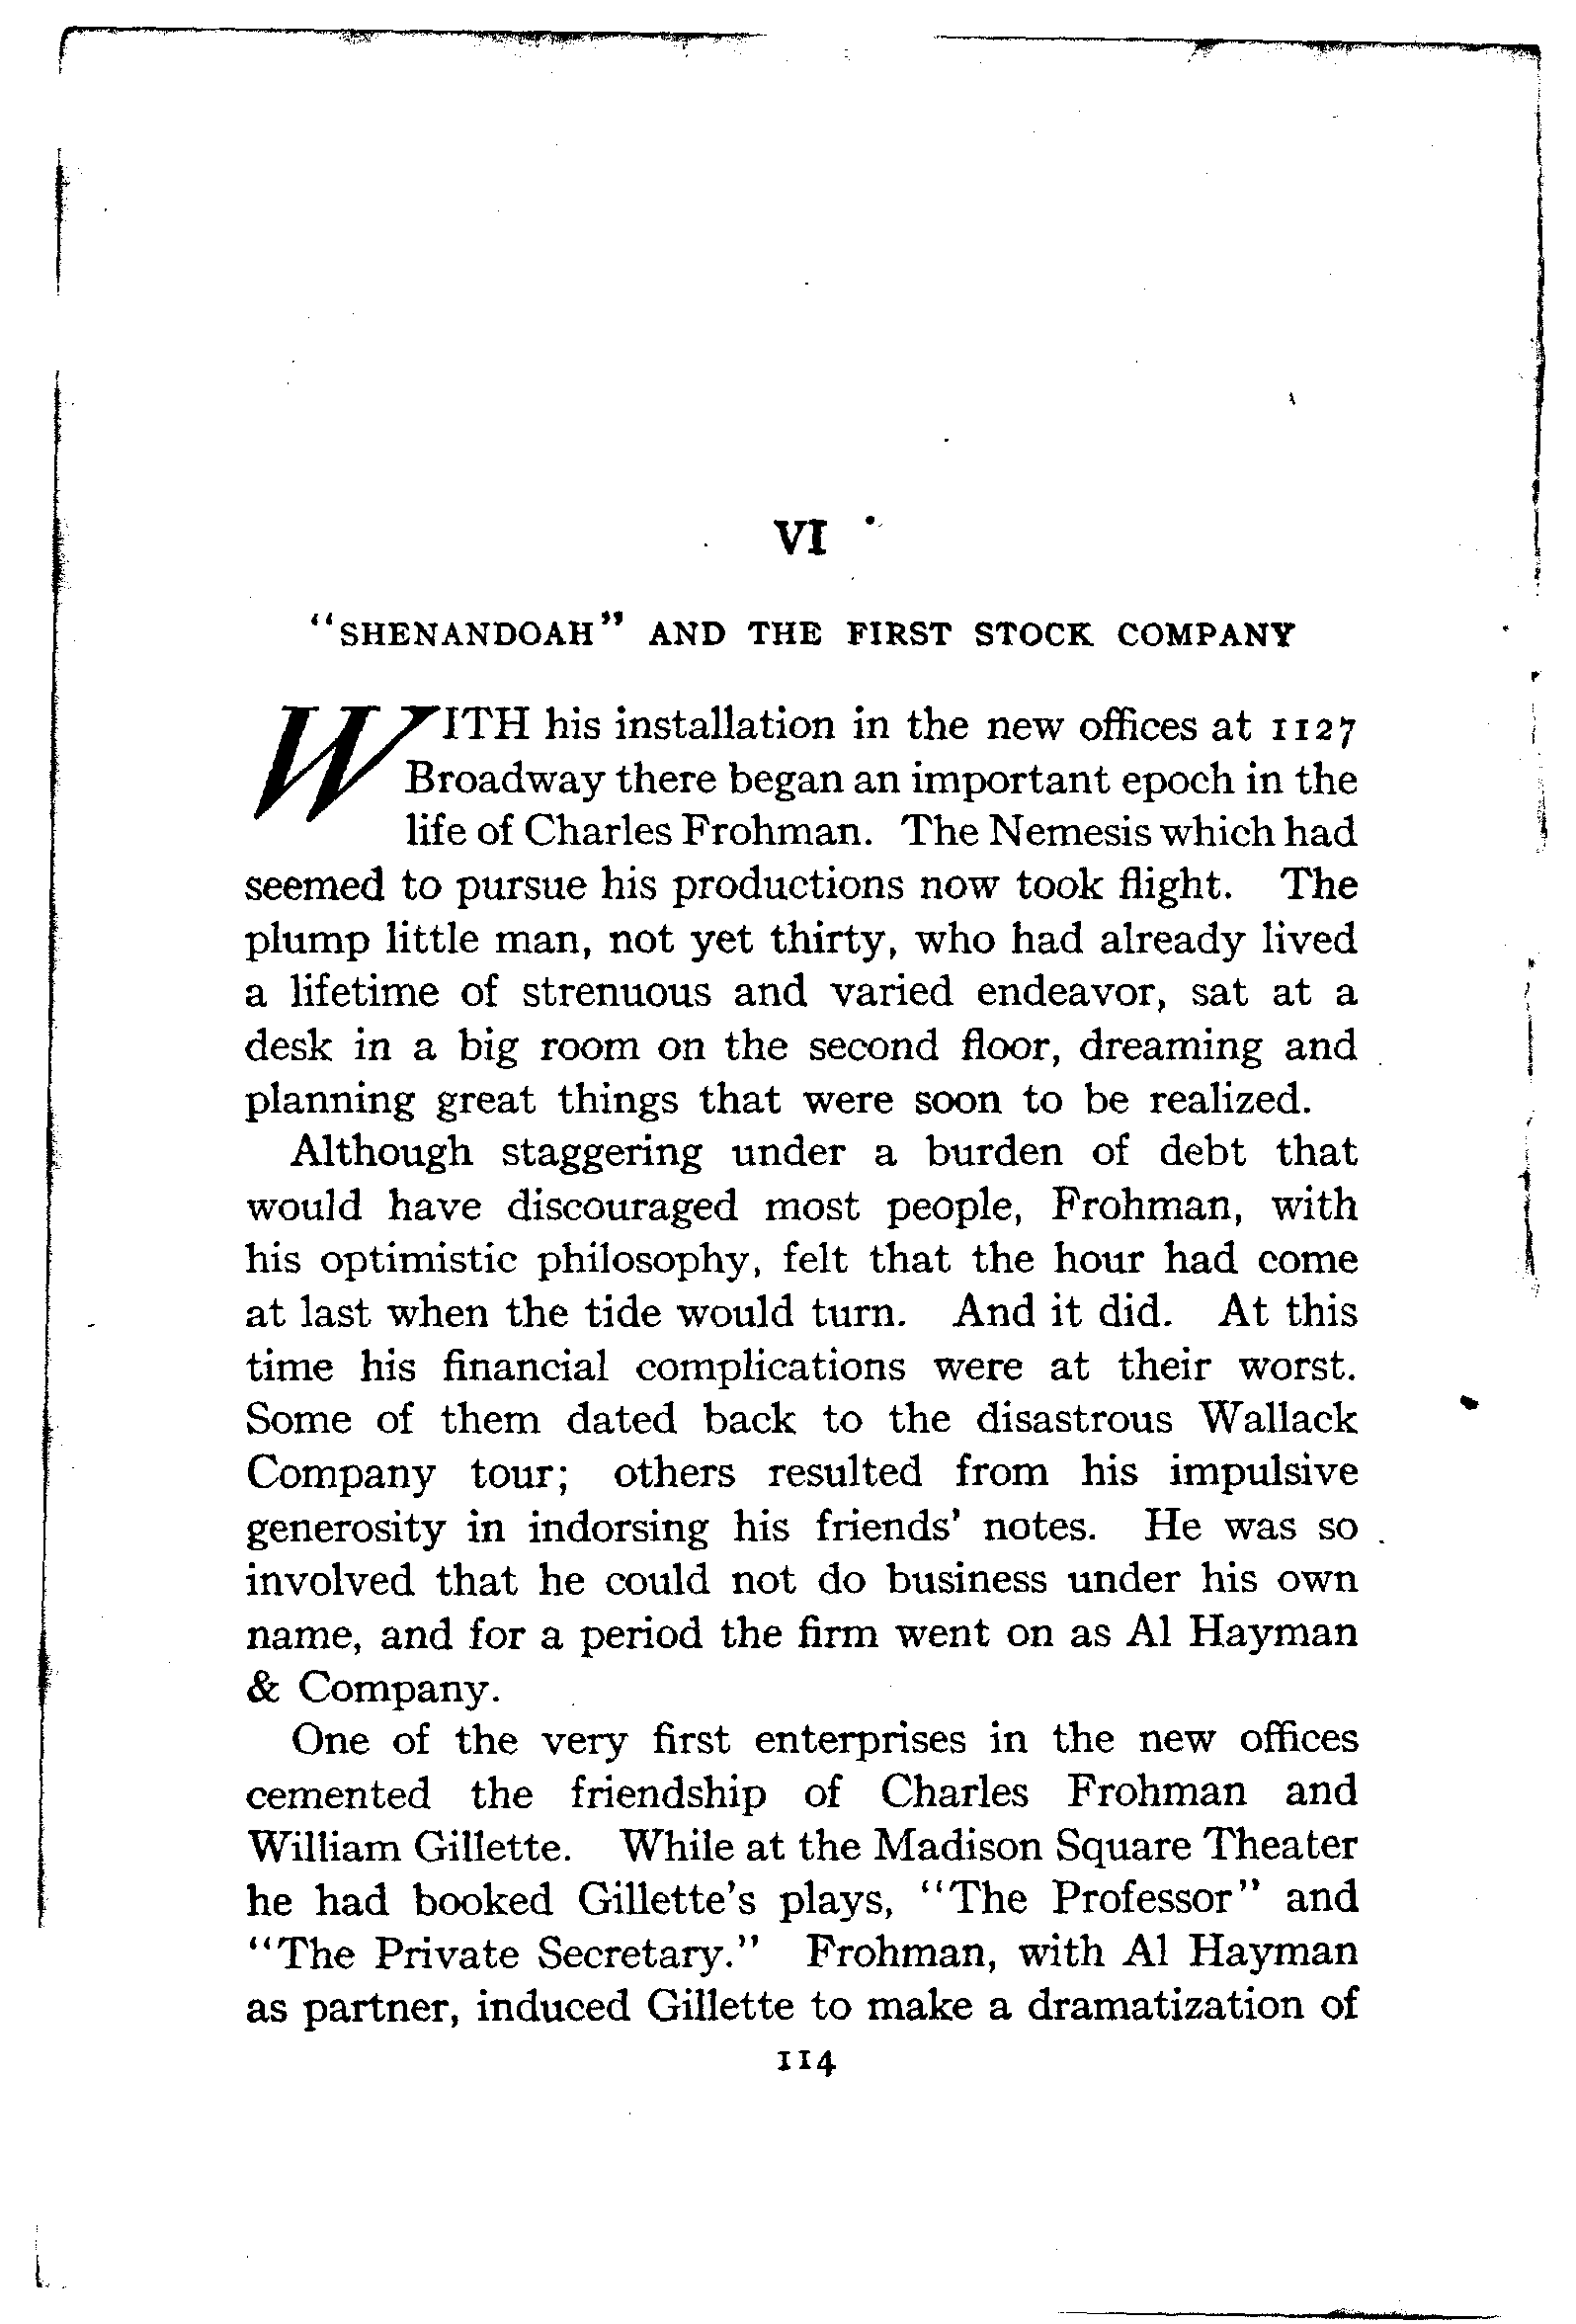 VI
"SHENANDOAH" AND THE FIRST STOCK COMPANY
WITH his installation in the new offices at 1127
Broadway there began an important epoch in the
life of Charles Frohman. The Nemesis which had
seemed to pursue his productions now took flight. The
plump little man, not yet thirty, who had already lived
a lifetime of strenuous and varied endeavor, sat at a
desk in a big room on the second floor, dreaming and
planning great things that were soon to be realized.
Although staggering under a burden of debt that
would have discouraged most people, Frohman, with
his optimistic philosophy, felt that the hour had come
at last when the tide would turn. And it did. At this
time his financial complications were at their worst.
Some of them dated back to the disastrous Wallack
Company tour; others resulted from his impulsive
generosity in indorsing his friends' notes. He was so
involved that he could not do business under his own
name, and for a period the firm went on as Al Hayman
& Company.
One of the very first enterprises in the new offices
cemented the friendship of Charles Frohman and
William Gillette. While at the Madison Square Theater
he had booked Gillette's plays, "The Professor" and
"The Private Secretary." Frohman, with Al Hayman
as partner, induced Gillette to make a dramatization of
114